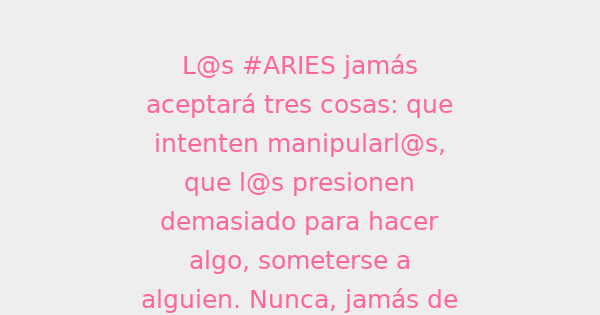 L@s #ARIES jamás
aceptará tres cosas: que
intenten manipularl@s,
que l@s presionen
demasiado para hacer
algo, someterse a
alguien. Nunca, jamás de